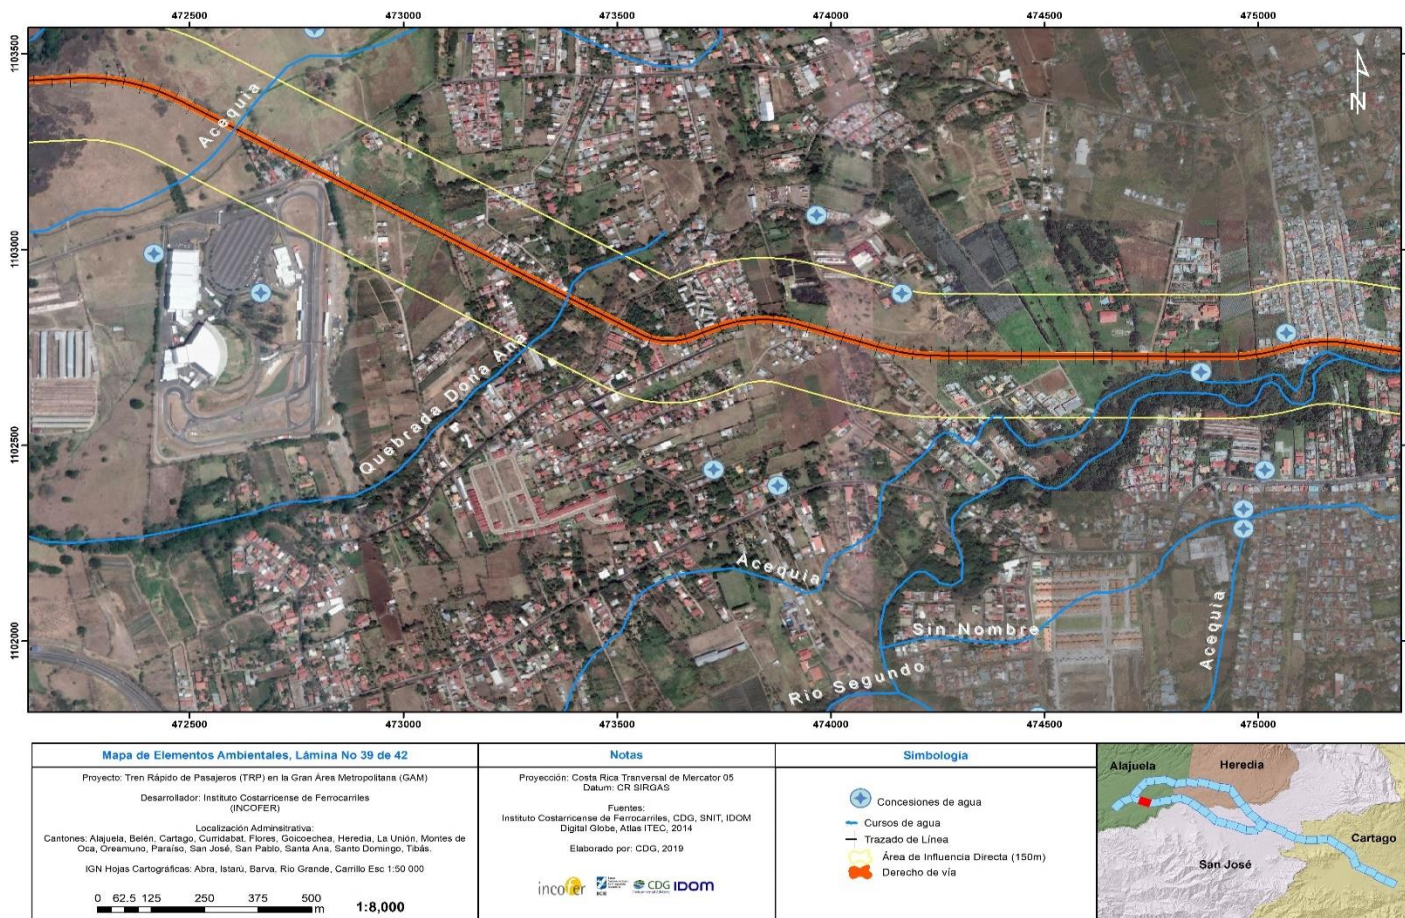 472500 473000 473500 474000 474500 475000
1103500
1103000
1102500
1102000
N
Acequia
Quebrada Doña Ana
Acequia
Sin Nombre
Rio Segundo
Acequia
472500 473000 473500 474000 474500 475000
Mapa de Elementos Ambientales, Lámina No 39 de 42
Proyecto: Tren Rápido de Pasajeros (TRP) en la Gran Área Metropolitana (GAM)
Desarrollador: Instituto Costarricense de Ferrocarriles
(INCOFER)
Localización Adminsitrativa:
Cantones: Alajuela, Belén, Cartago, Curridabat, Flores, Goicoechea, Heredia, La Unión, Montes de
Oca, Oreamuno, Paraíso, San José, San Pablo, Santa Ana, Santo Domingo, Tibás.
IGN Hojas Cartográficas: Abra, Istarú, Barva, Rio Grande, Carrillo Esc 1:50 000
0 62.5 125 250 375 500
m
1:8,000
Notas
Proyección: Costa Rica Tranversal de Mercator 05
Datum: CR SIRGAS
Fuentes:
Instituto Costarricense de Ferrocarriles, CDG, SNIT, IDOM
Digital Globe, Atlas ITEC, 2014
Elaborado por: CDG, 2019
incofer
CDG
IDOM
Simbología
Concesiones de agua
Cursos de agua
Trazado de Línea
Área de Influencia Directa (150m)
Derecho de vía
Alajuela
Heredia
San José
Cartago